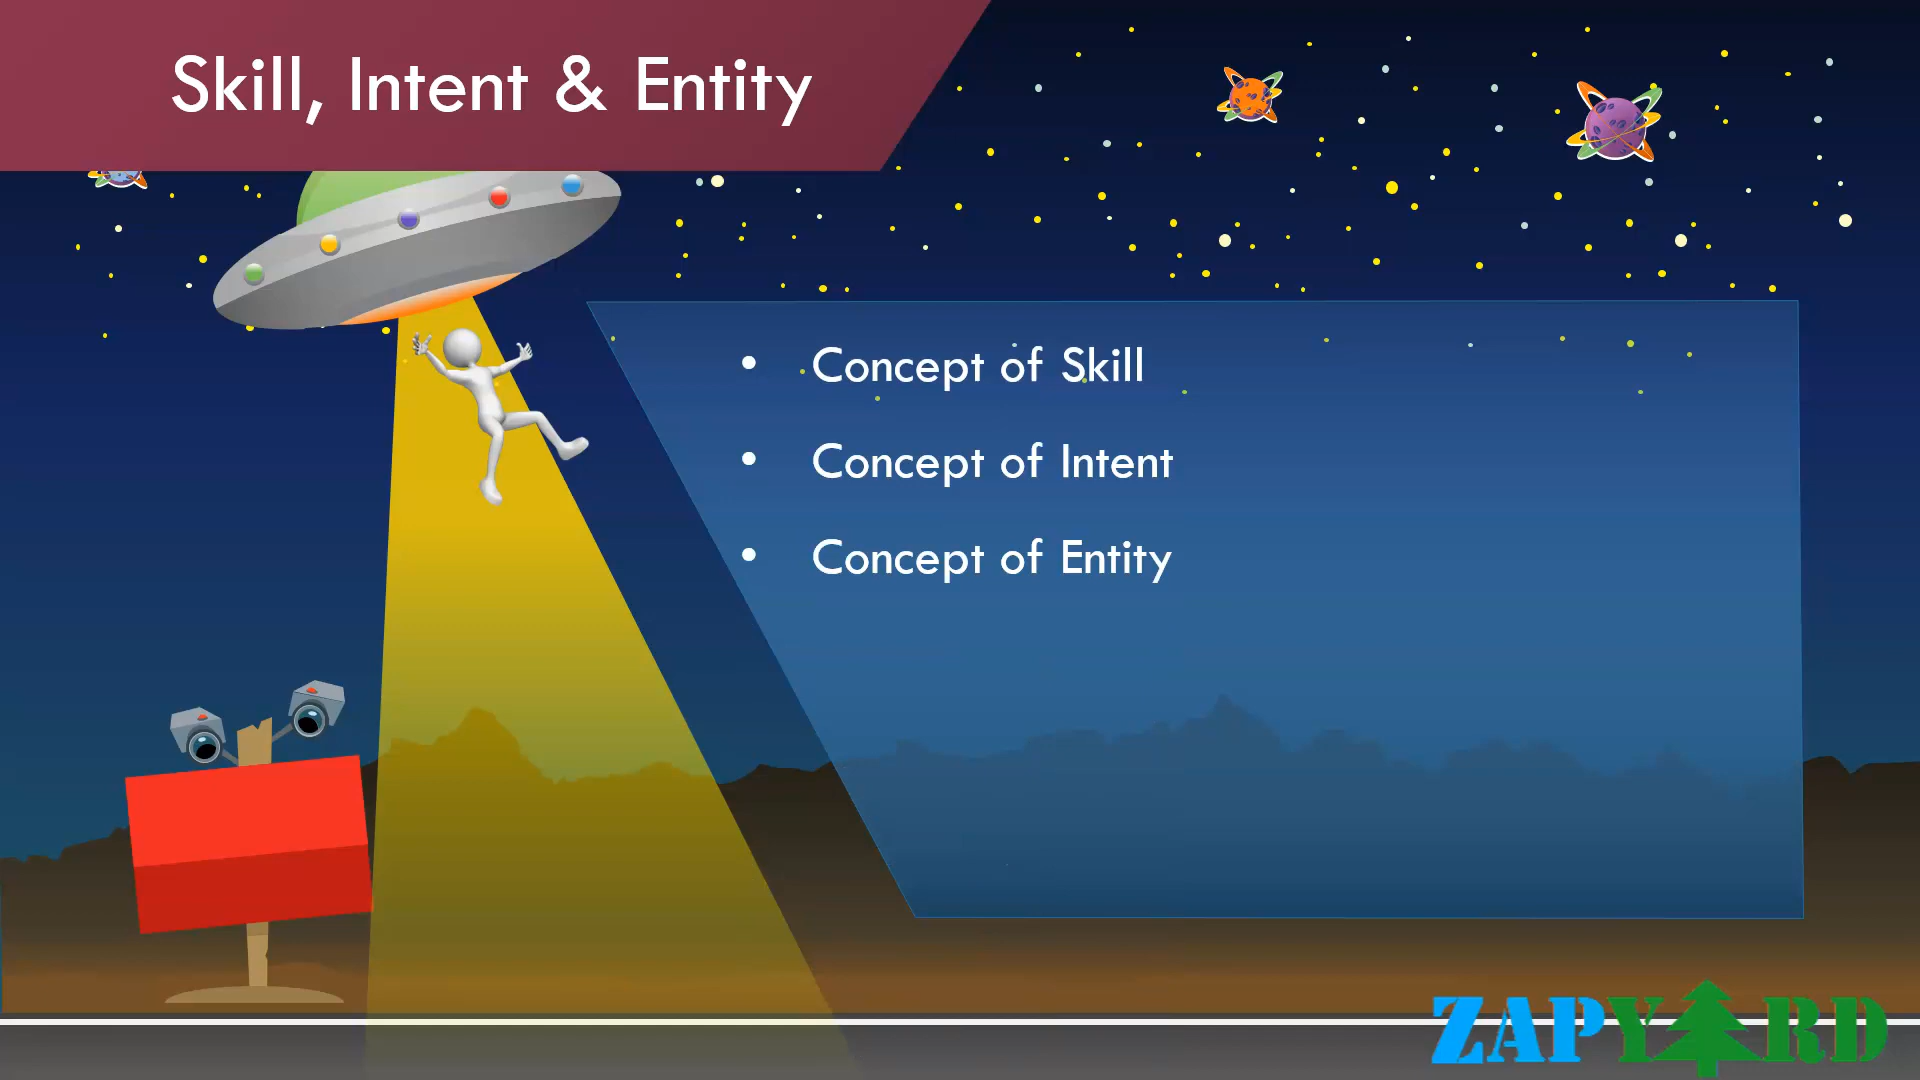 Skill, Intent & Entity
• Concept of Skill
• Concept of Intent
• Concept of Entity
ZAPYARD